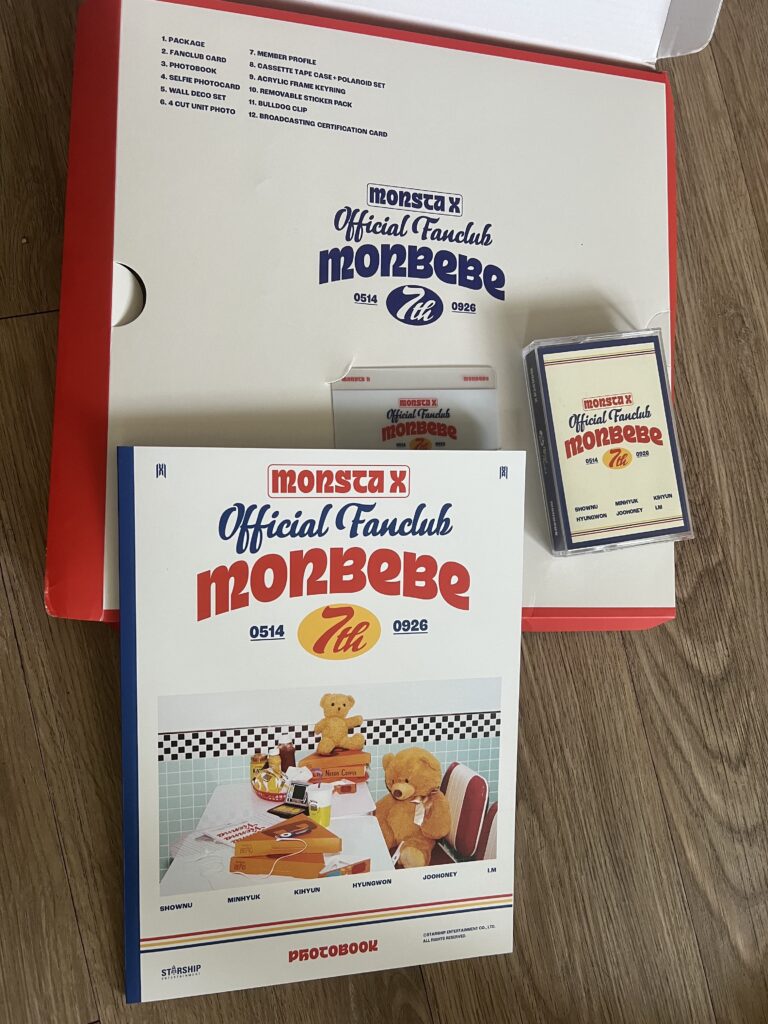 1. PACKAGE
2. FANCLUB CARD
3. PHOTOBOOK
4. SELFIE PHOTOCARD
5. WALL DECO SET
6. 4 CUT UNIT PHOTO
7. MEMBER PROFILE
8. CASSETTE TAPE CASE + POLAROID SET
9. ACRYLIC FRAME KEYRING
10. REMOVABLE STICKER PACK
11. BULLDOG CLIP
12. BROADCASTING CERTIFICATION CARD
MONSTA X
Official Fanclub
MONBEBE
0514 7th 0926
MONSTA X MONBEBE
MONSTA X
Official Fanclub
MONBEBE
7th
MONSTA X
Official Fanclub
MONBEBE
0514 7th 0926
SHOWNU MINHYUK KIHYUN
HYUNGWON JOOHONEY I.M
MONSTA X
Official Fanclub
MONBEBE
0514 7th 0926
SHOWNU MINHYUK KIHYUN HYUNGWON JOOHONEY I.M
PHOTOBOOK
©STARSHIP ENTERTAINMENT CO., LTD.
ALL RIGHTS RESERVED.
STARSHIP
ENTERTAINMENT